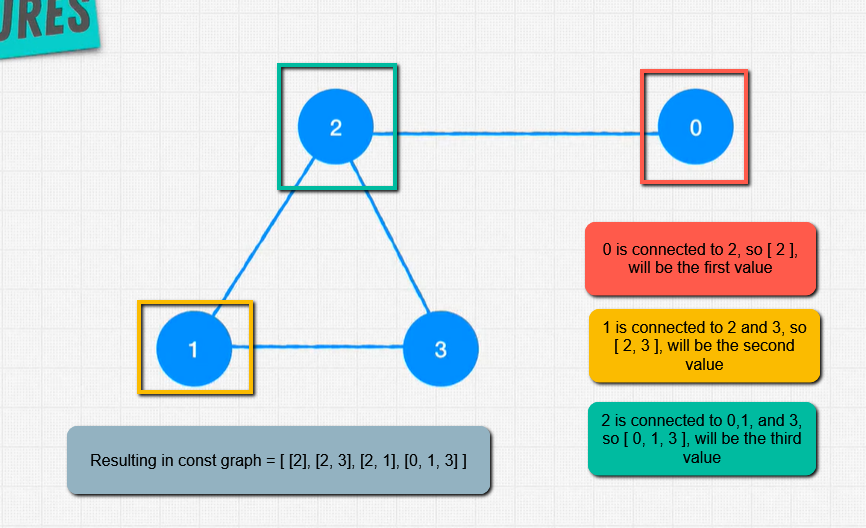 2
0
0 is connected to 2, so [ 2 ],
will be the first value
1 is connected to 2 and 3, so
[ 2, 3 ], will be the second
value
1
3
2 is connected to 0,1, and 3,
so [ 0, 1, 3 ], will be the third
value
Resulting in const graph = [ [2], [2, 3], [2, 1], [0, 1, 3] ]